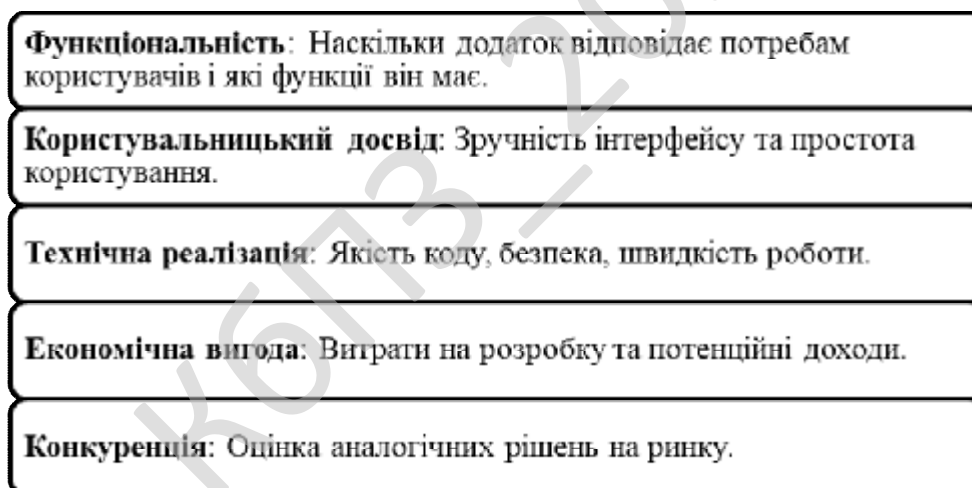 Функціональність: Наскільки додаток відповідає потребам
користувачів і які функції він має.
Користувальницький досвід: Зручність інтерфейсу та простота
користування.
Технічна реалізація: Якість коду, безпека, швидкість роботи.
Економічна вигода: Витрати на розробку та потенційні доходи.
Конкуренція: Оцінка аналогічних рішень на ринку.